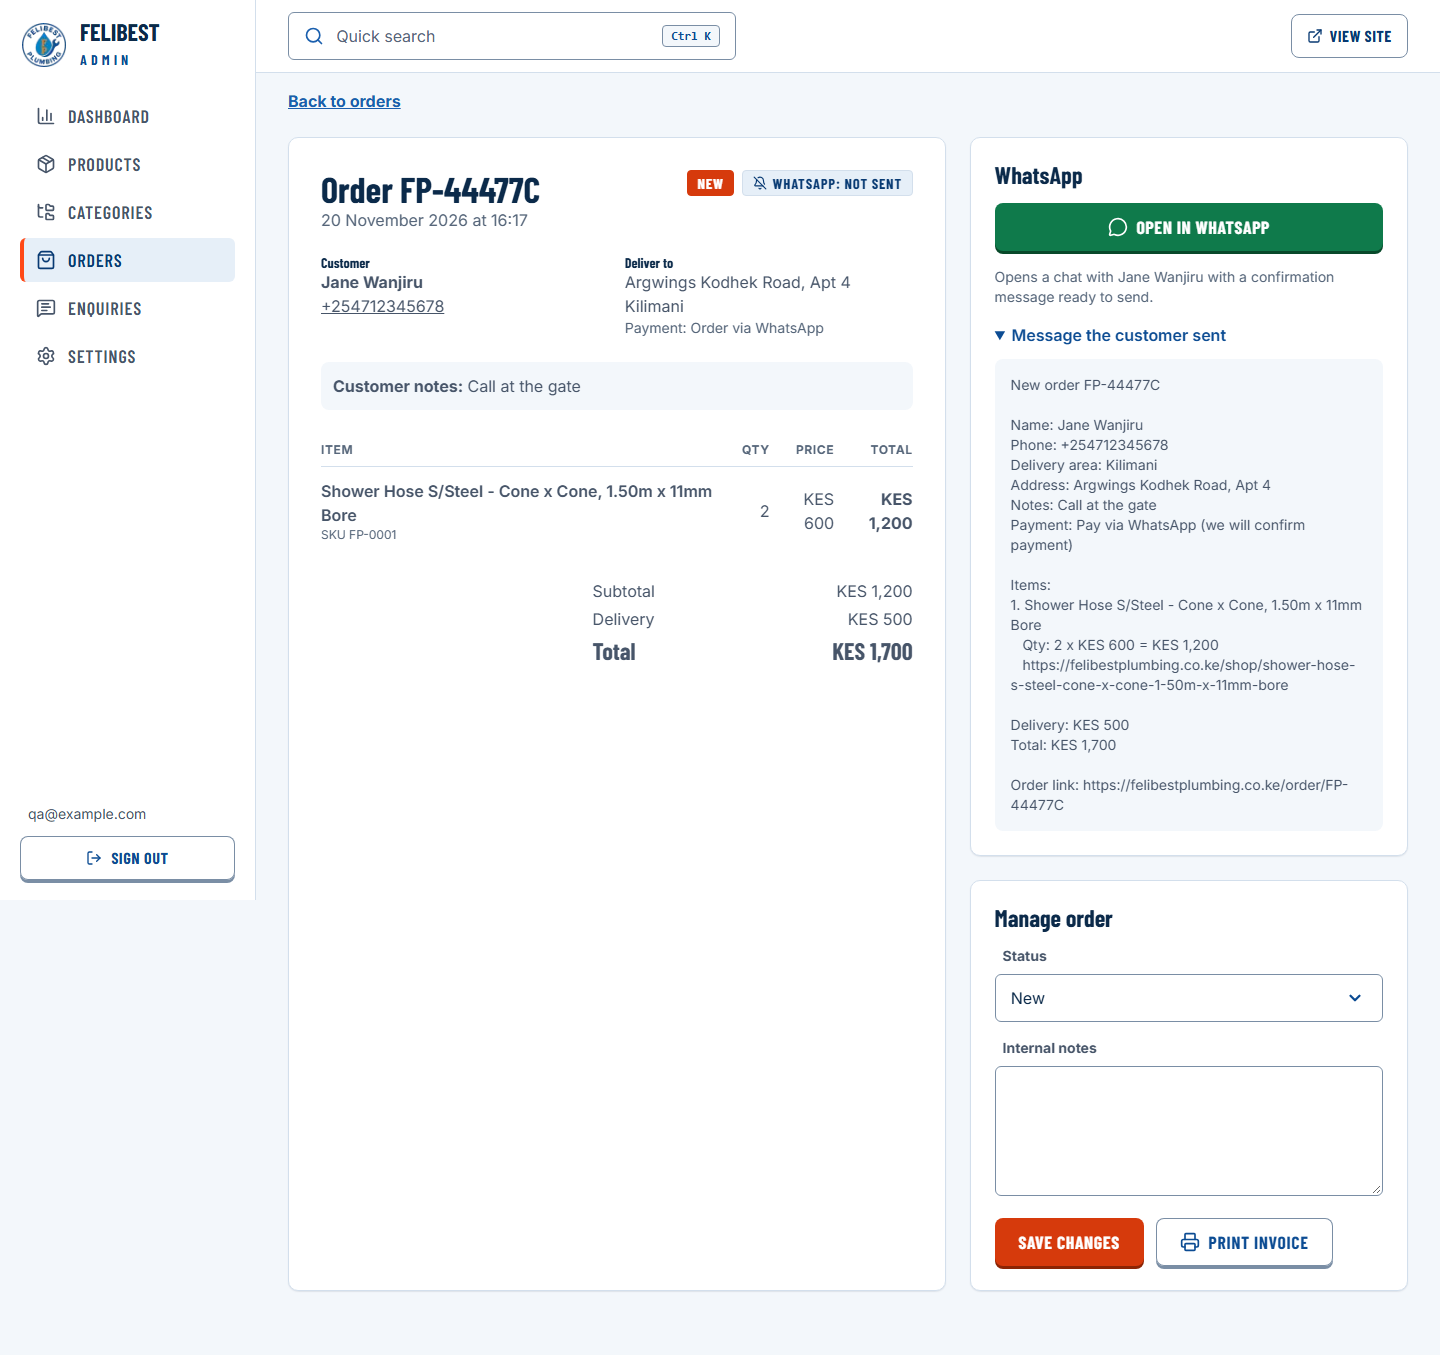 FELIBEST
ADMIN
FELIBEST PLUMBING
DASHBOARD
PRODUCTS
CATEGORIES
ORDERS
ENQUIRIES
SETTINGS
qa@example.com
SIGN OUT
Quick search
Ctrl K
VIEW SITE
Back to orders
Order FP-44477C
NEW
WHATSAPP: NOT SENT
20 November 2026 at 16:17
Customer
Jane Wanjiru
+254712345678
Deliver to
Argwings Kodhek Road, Apt 4
Kilimani
Payment: Order via WhatsApp
Customer notes: Call at the gate
ITEM QTY PRICE TOTAL
Shower Hose S/Steel - Cone x Cone, 1.50m x 11mm
Bore
SKU FP-0001
2
KES
600
KES
1,200
Subtotal KES 1,200
Delivery KES 500
Total KES 1,700
WhatsApp
OPEN IN WHATSAPP
Opens a chat with Jane Wanjiru with a confirmation
message ready to send.
Message the customer sent
New order FP-44477C
Name: Jane Wanjiru
Phone: +254712345678
Delivery area: Kilimani
Address: Argwings Kodhek Road, Apt 4
Notes: Call at the gate
Payment: Pay via WhatsApp (we will confirm
payment)
Items:
1. Shower Hose S/Steel - Cone x Cone, 1.50m x 11mm
Bore
Qty: 2 x KES 600 = KES 1,200
https://felibestplumbing.co.ke/shop/shower-hose-
s-steel-cone-x-cone-1-50m-x-11mm-bore
Delivery: KES 500
Total: KES 1,700
Order link: https://felibestplumbing.co.ke/order/FP-
44477C
Manage order
Status
New
Internal notes
SAVE CHANGES
PRINT INVOICE